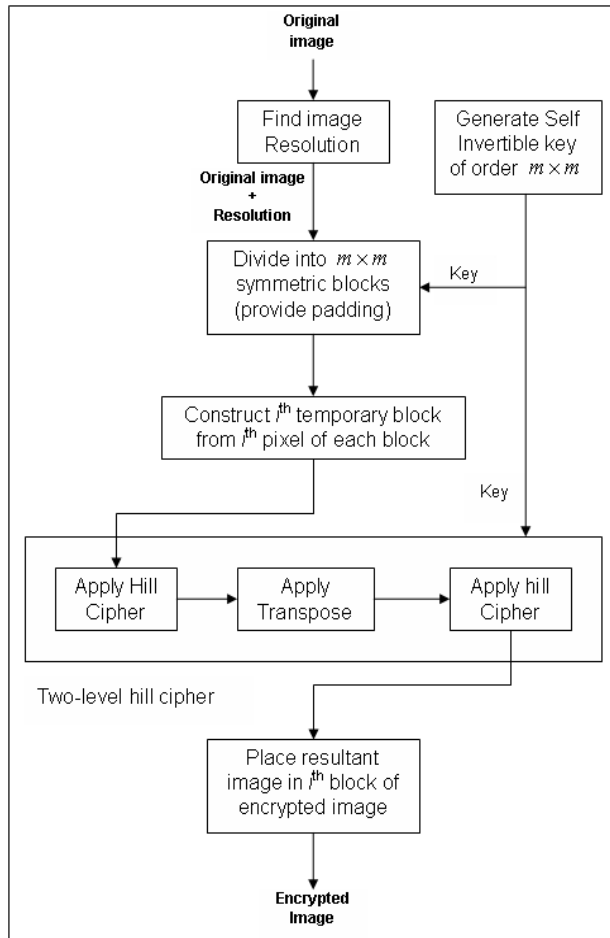 Original
image
Find image
Resolution
Generate Self
Invertible key
of order m × m
Original image
+
Resolution
Divide into m × m
symmetric blocks
(provide padding)
Key
Construct iᵗʰ temporary block
from iᵗʰ pixel of each block
Key
Apply Hill
Cipher
Apply
Transpose
Apply hill
Cipher
Two-level hill cipher
Place resultant
image in iᵗʰ block of
encrypted image
Encrypted
Image